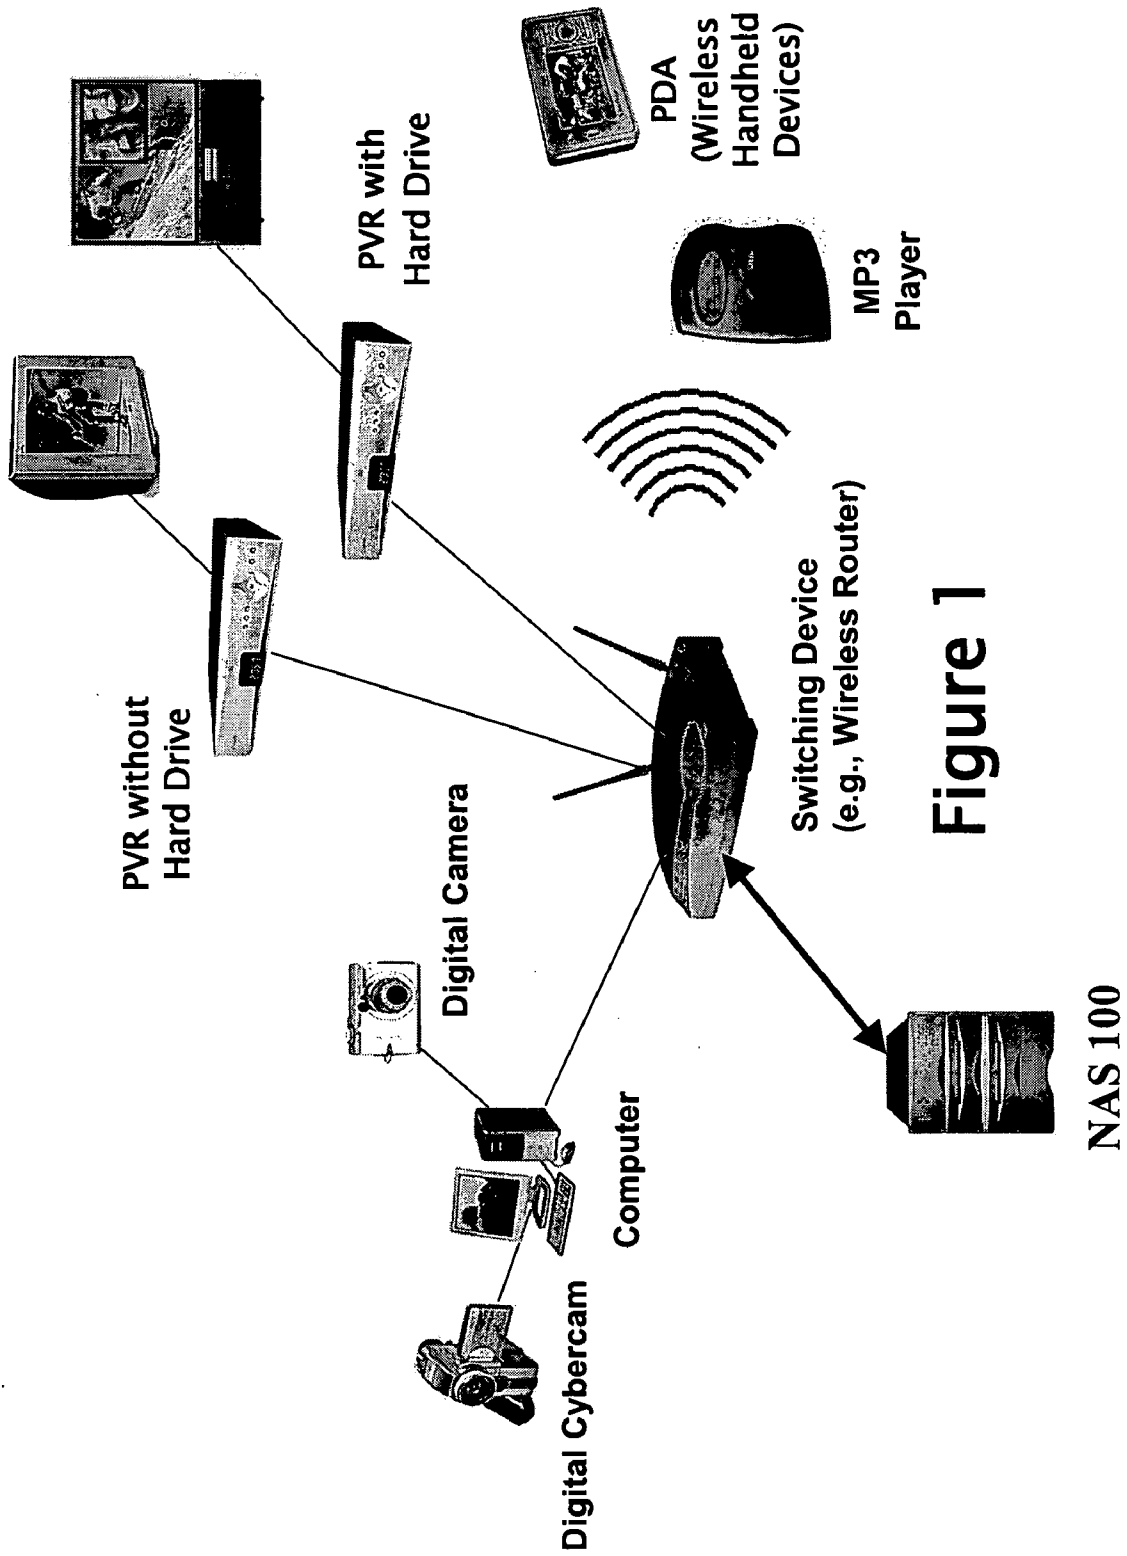 PVR without
Hard Drive
PVR with
Hard Drive
Digital Camera
Digital Cybercam
Computer
PDA
(Wireless
Handheld
Devices)
MP3
Player
Switching Device
(e.g., Wireless Router)
NAS 100
Figure 1